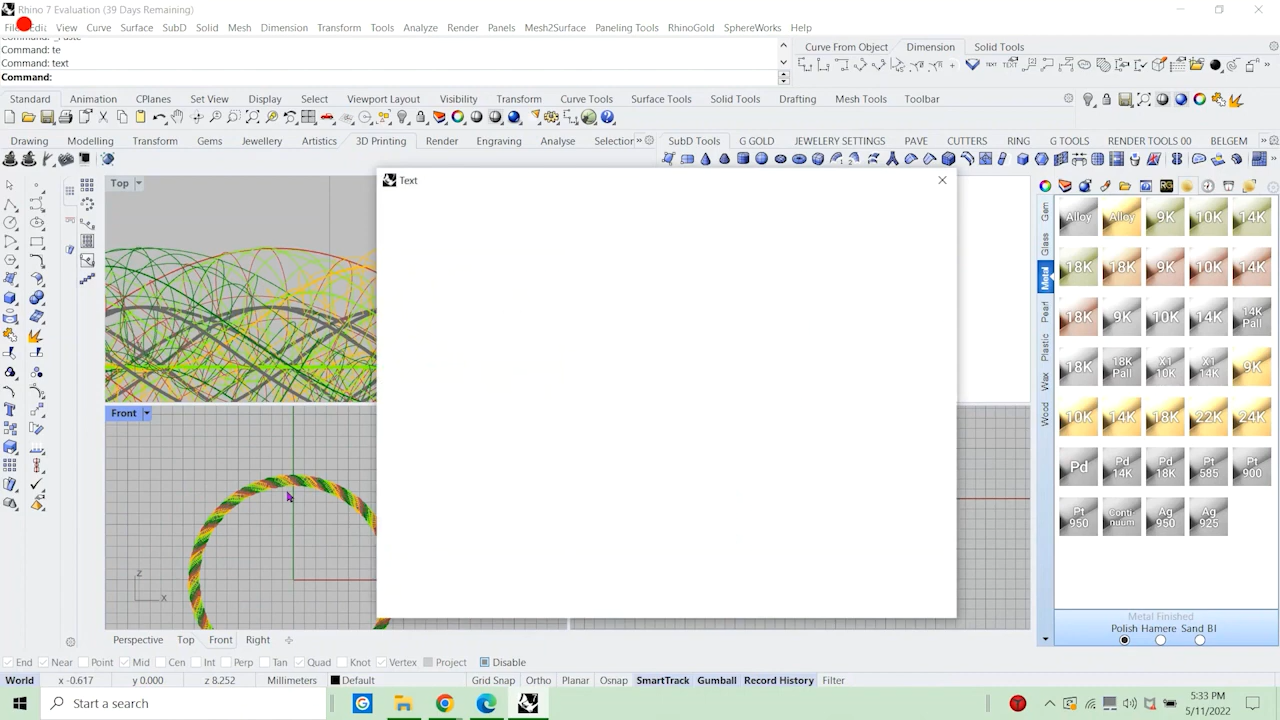 Rhino 7 Evaluation (39 Days Remaining)
View Curve Surface SubD Solid Mesh Dimension Transform Tools Analyze Render Panels Mesh2Surface Paneling Tools RhinoGold SphereWorks Help
Command: te
Command: text
Command:
Curve From Object Dimension Solid Tools
Standard Animation CPlanes Set View Display Select Viewport Layout Visibility Transform Curve Tools Surface Tools Solid Tools Drafting Mesh Tools Toolbar
Drawing Modelling Transform Gems Jewellery Artistics 3D Printing Render Engraving Analyse Selection SubD Tools G GOLD JEWELRY SETTINGS PAVE CUTTERS RING G TOOLS RENDER TOOLS 00 BELGEM
Top
Text
Gem
Glass
Metal
Pearl
Plastic
Wax
Wood
Alloy Alloy 9K 10K 14K
18K 18K 9K 10K 14K
18K 9K 10K 14K 14K Pall
18K 18K Pall X1 10K X1 14K 9K
10K 14K 18K 22K 24K
Pd Pd 14K Pd 18K Pt 585 Pt 900
Pt 950 Conti nuum Ag 950 Ag 925
Front
z
x
Metal Finished
Polish Hamere Sand Bl
Perspective Top Front Right
End Near Point Mid Cen Int Perp Tan Quad Knot Vertex Project Disable
World x -0.617 y 0.000 z 8.252 Millimeters Default Grid Snap Ortho Planar Osnap SmartTrack Gumball Record History Filter
Start a search
5:33 PM
5/11/2022